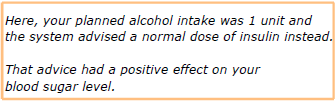 Here, your planned alcohol intake was 1 unit and
the system advised a normal dose of insulin instead.
That advice had a positive effect on your
blood sugar level.